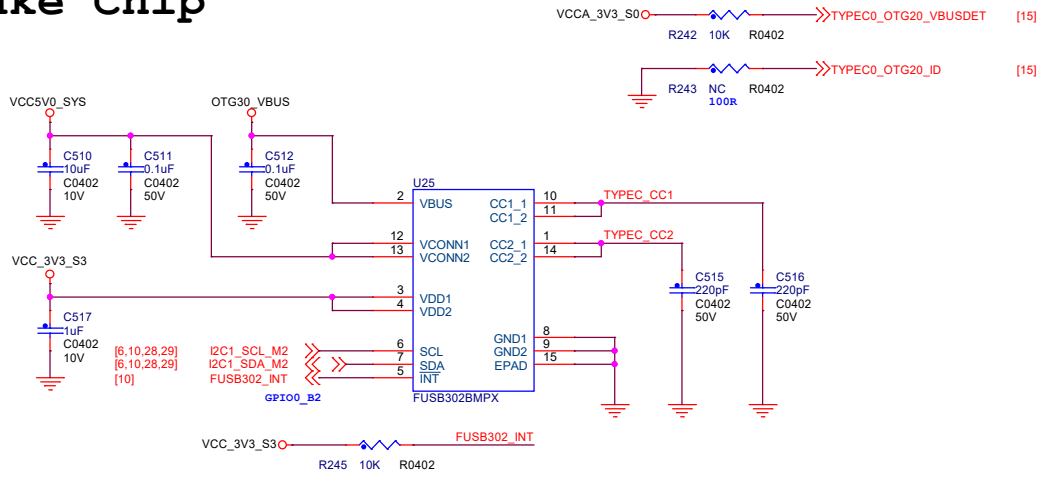 ke Chip
VCCA_3V3_S0
TYPEC0_OTG20_VBUSDET [15]
R242 10K R0402
TYPEC0_OTG20_ID [15]
R243 NC R0402
100R
VCC5V0_SYS
OTG30_VBUS
C510
10uF
C0402
10V
C511
0.1uF
C0402
50V
C512
0.1uF
C0402
50V
U25
2 VBUS
12 VCONN1
13 VCONN2
3 VDD1
4 VDD2
6 SCL
7 SDA
5 INT
CC1_1 10
CC1_2 11
CC2_1 1
CC2_2 14
GND1 8
GND2 9
EPAD 15
FUSB302BMPX
TYPEC_CC1
TYPEC_CC2
C515
220pF
C0402
50V
C516
220pF
C0402
50V
VCC_3V3_S3
C517
1uF
C0402
10V
[6,10,28,29] I2C1_SCL_M2
[6,10,28,29] I2C1_SDA_M2
[10] FUSB302_INT
GPIO0_B2
VCC_3V3_S3
FUSB302_INT
R245 10K R0402